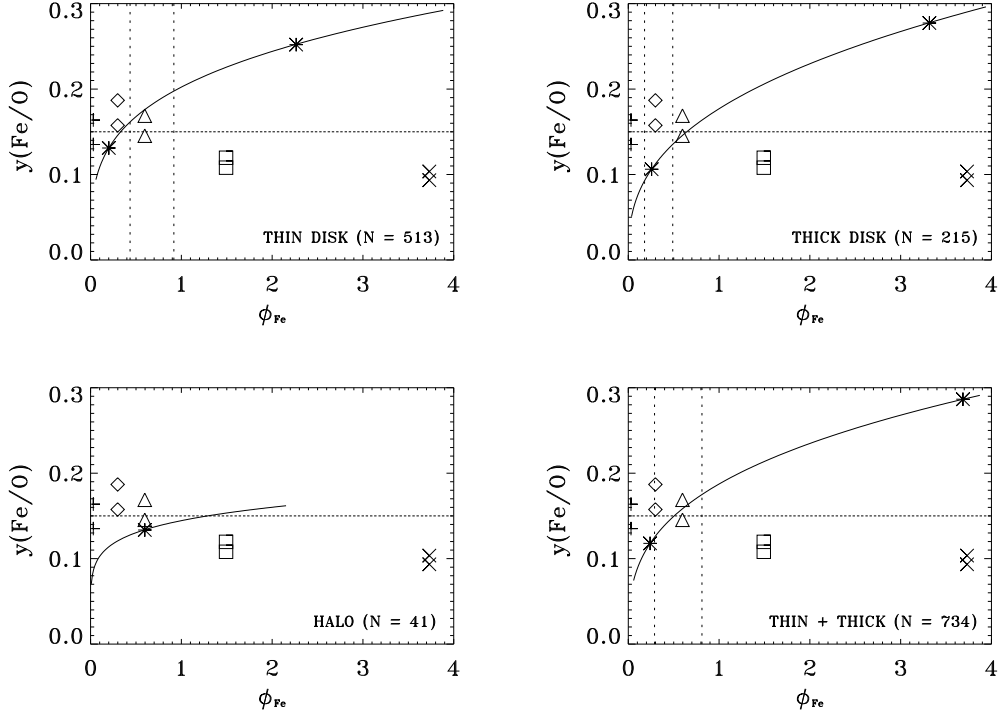 0.3
0.2
0.1
0.0
y(Fe/O)
THIN DISK (N = 513)
0 1 2 3 4
ϕFe
0.3
0.2
0.1
0.0
y(Fe/O)
THICK DISK (N = 215)
0 1 2 3 4
ϕFe
0.3
0.2
0.1
0.0
y(Fe/O)
HALO (N = 41)
0 1 2 3 4
ϕFe
0.3
0.2
0.1
0.0
y(Fe/O)
THIN + THICK (N = 734)
0 1 2 3 4
ϕFe